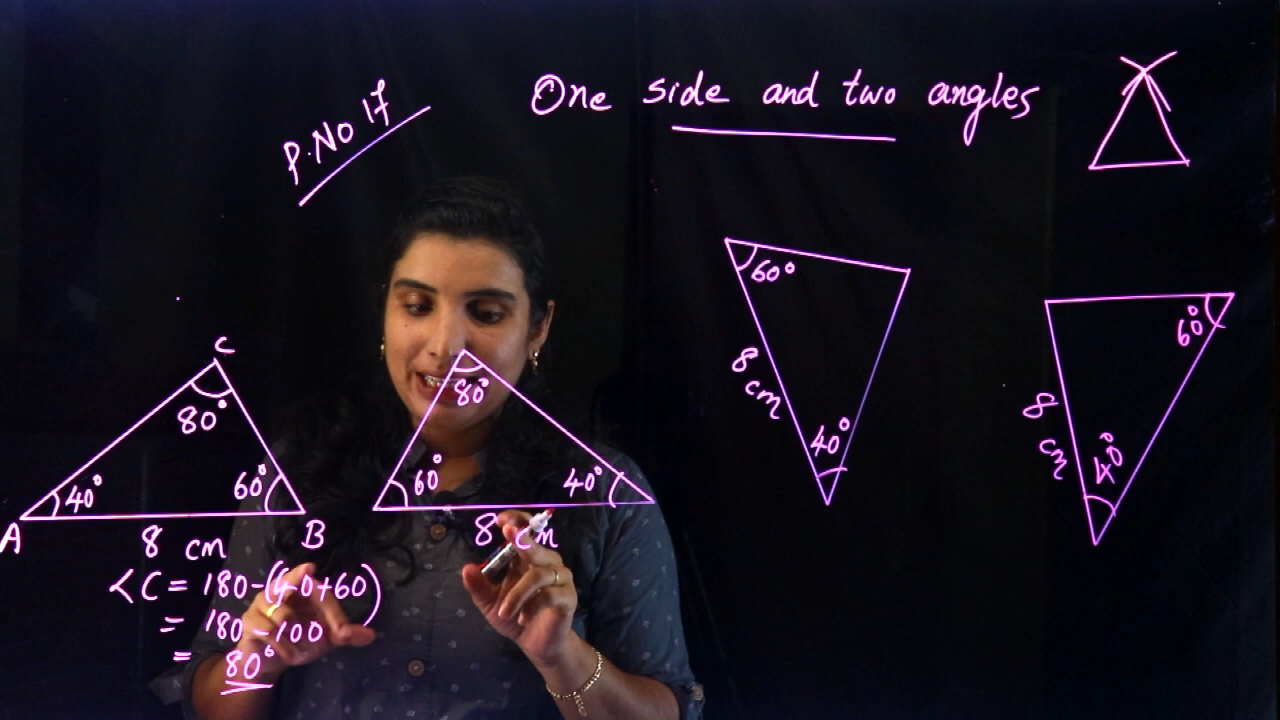 One side and two angles
P.No 17
C
80°
40°
60°
A
B
8 cm
<C = 180-(40+60)
= 180-100
= 80°
80°
60°
40°
8 cm
60°
8 cm
40°
60°
8 cm
40°